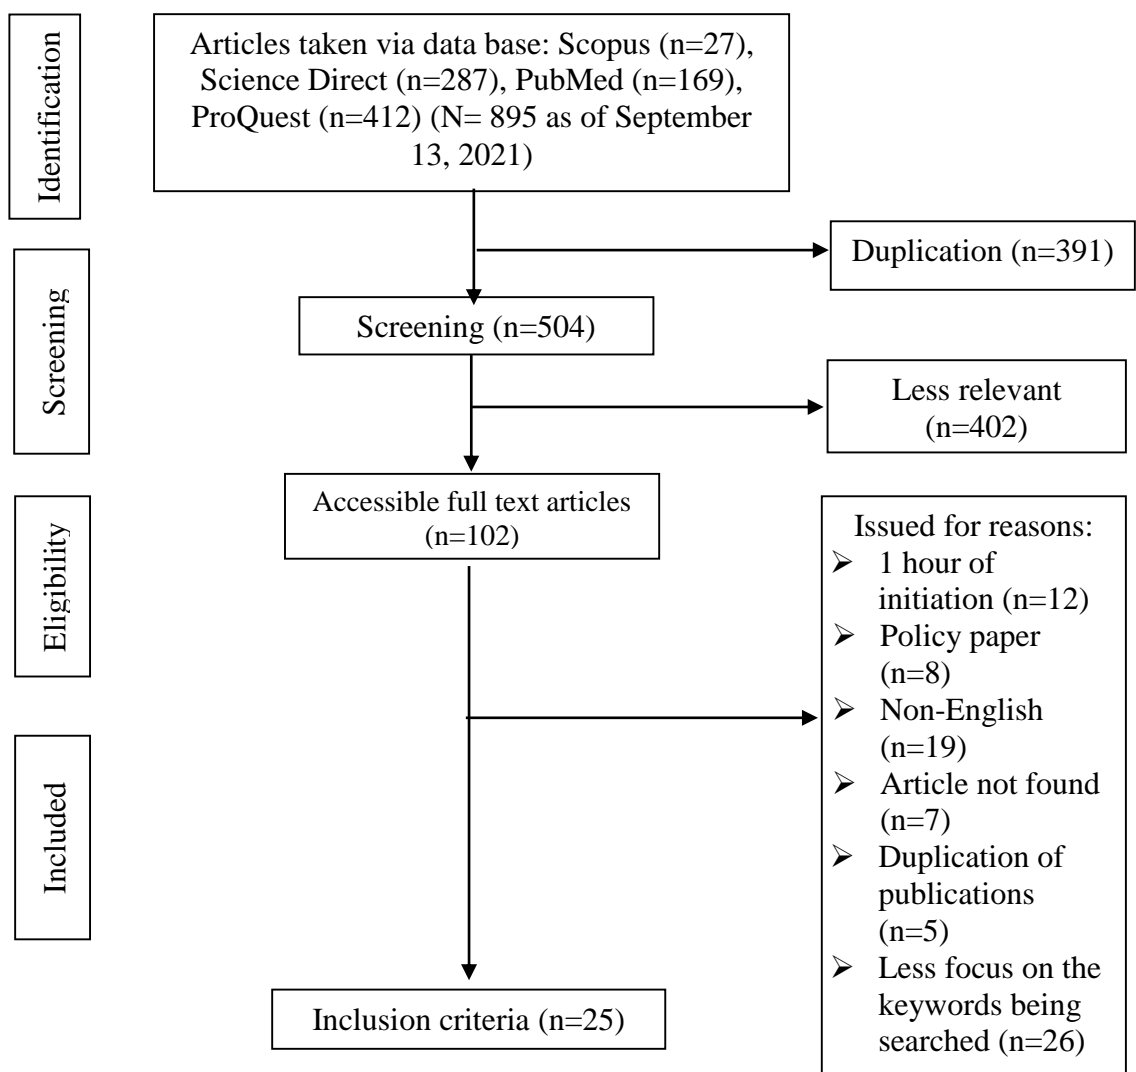 Identification
Articles taken via data base: Scopus (n=27),
Science Direct (n=287), PubMed (n=169),
ProQuest (n=412) (N= 895 as of September
13, 2021)
Duplication (n=391)
Screening
Screening (n=504)
Less relevant
(n=402)
Eligibility
Accessible full text articles
(n=102)
Issued for reasons:
➢ 1 hour of
initiation (n=12)
➢ Policy paper
(n=8)
➢ Non-English
(n=19)
➢ Article not found
(n=7)
➢ Duplication of
publications
(n=5)
➢ Less focus on the
keywords being
searched (n=26)
Included
Inclusion criteria (n=25)